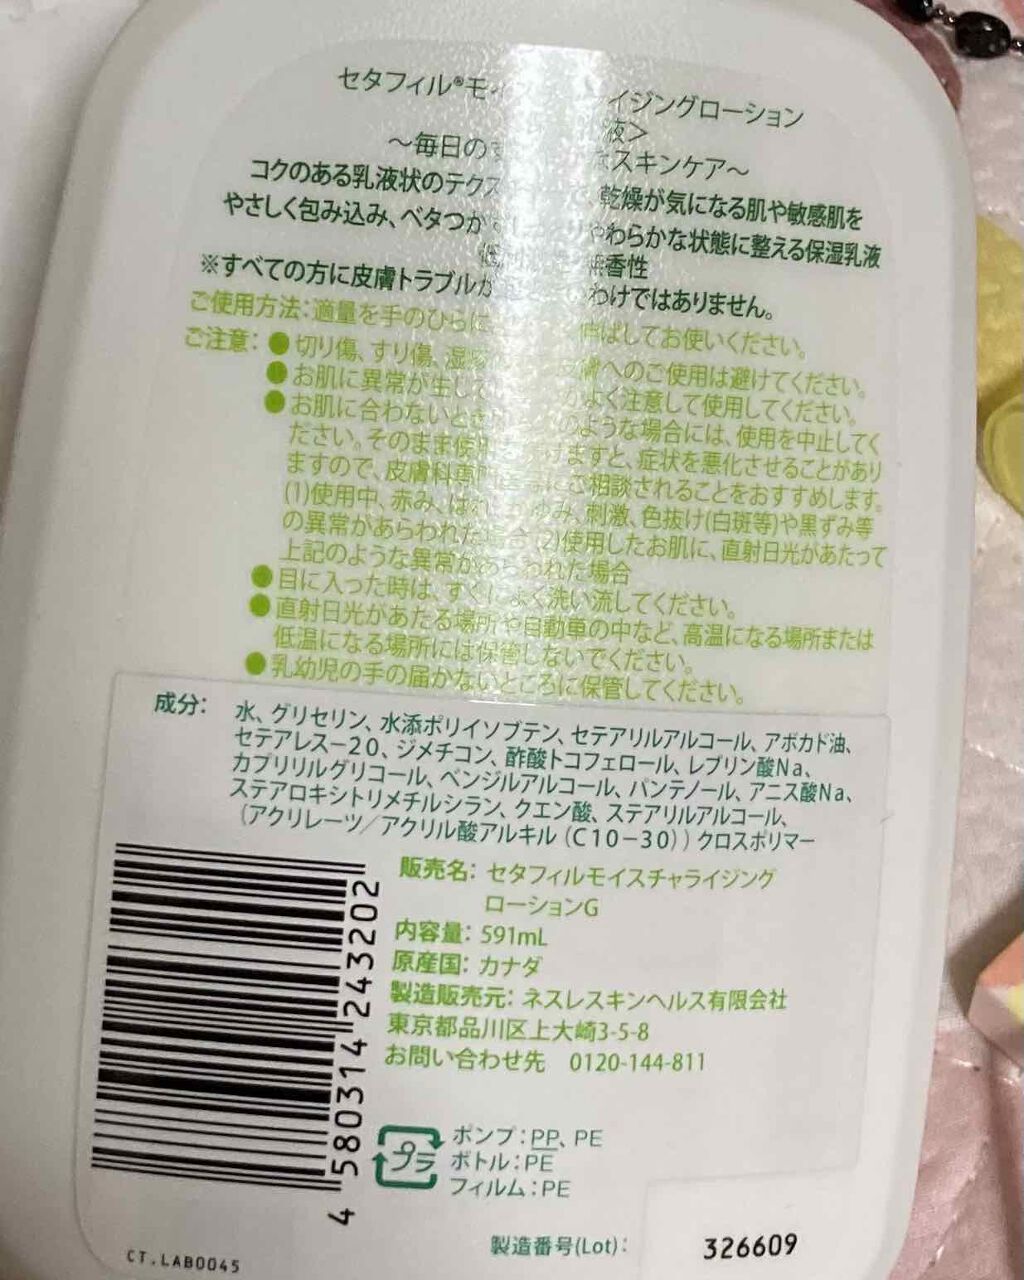 セタフィル®モイ イジングローション
液＞
～毎日の スキンケア～
コクのある乳液状のテクス 乾燥が気になる肌や敏感肌を
やさしく包み込み、ベタつか やわらかな状態に整える保湿乳液
無香性
※すべての方に皮膚トラブルが わけではありません。
ご使用方法：適量を手のひらに 伸ばしてお使いください。
ご注意：●切り傷、すり傷、湿疹 皮膚へのご使用は避けてください。
●お肌に異常が生じて よく注意して使用してください。
●お肌に合わないとき のような場合には、使用を中止してく
ださい。そのまま使用 けますと、症状を悪化させることがあり
ますので、皮膚科専門 にご相談されることをおすすめします。
(1)使用中、赤み、はれ、かゆみ、刺激、色抜け(白斑等)や黒ずみ等
の異常があらわれた場合 (2)使用したお肌に、直射日光があたって
上記のような異常があらわれた場合
●目に入った時は、すぐによく洗い流してください。
●直射日光があたる場所や自動車の中など、高温になる場所または
低温になる場所には保管しないでください。
●乳幼児の手の届かないところに保管してください。
成分： 水、グリセリン、水添ポリイソブテン、セテアリルアルコール、アボカド油、
セテアレス－20、ジメチコン、酢酸トコフェロール、レブリン酸Na、
カプリリルグリコール、ベンジルアルコール、パンテノール、アニス酸Na、
ステアロキシトリメチルシラン、クエン酸、ステアリルアルコール、
（アクリレーツ／アクリル酸アルキル（C10－30））クロスポリマー
販売名：セタフィルモイスチャライジング
ローションG
内容量：591mL
原産国：カナダ
製造販売元：ネスレスキンヘルス有限会社
東京都品川区上大崎3-5-8
お問い合わせ先 0120-144-811
4 580314 243202
プラ
ポンプ：PP、PE
ボトル：PE
フィルム：PE
製造番号(Lot)： 326609
CT.LAB0045